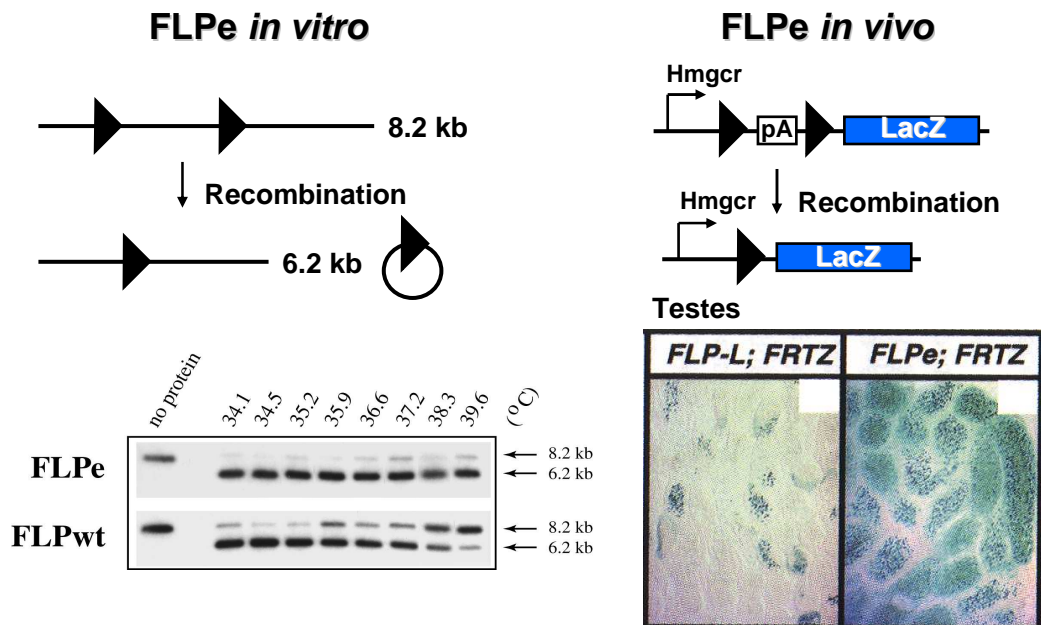 FLPe in vitro
8.2 kb
Recombination
6.2 kb
no protein
34.1
34.5
35.2
35.9
36.6
37.2
38.3
39.6
(°C)
FLPe
8.2 kb
6.2 kb
FLPwt
8.2 kb
6.2 kb
FLPe in vivo
Hmgcr
pA
LacZ
Recombination
Hmgcr
LacZ
Testes
FLP-L; FRTZ
FLPe; FRTZ